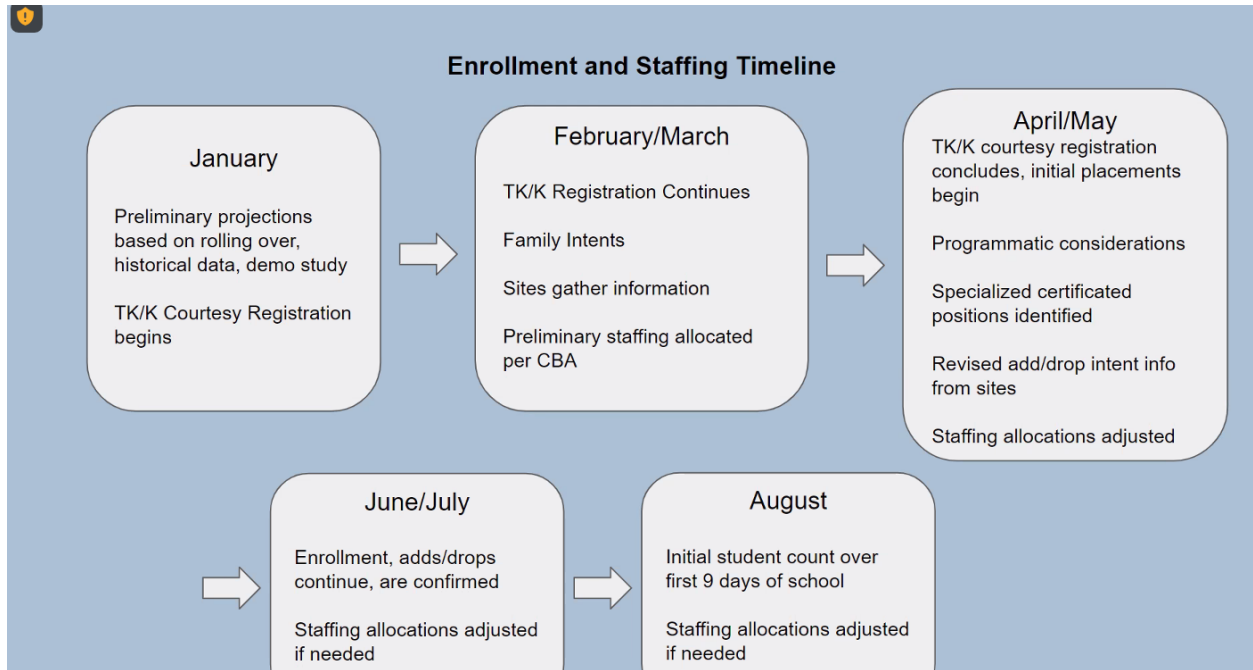 Enrollment and Staffing Timeline
January
Preliminary projections
based on rolling over,
historical data, demo study
TK/K Courtesy Registration
begins
February/March
TK/K Registration Continues
Family Intents
Sites gather information
Preliminary staffing allocated
per CBA
April/May
TK/K courtesy registration
concludes, initial placements
begin
Programmatic considerations
Specialized certificated
positions identified
Revised add/drop intent info
from sites
Staffing allocations adjusted
June/July
Enrollment, adds/drops
continue, are confirmed
Staffing allocations adjusted
if needed
August
Initial student count over
first 9 days of school
Staffing allocations adjusted
if needed